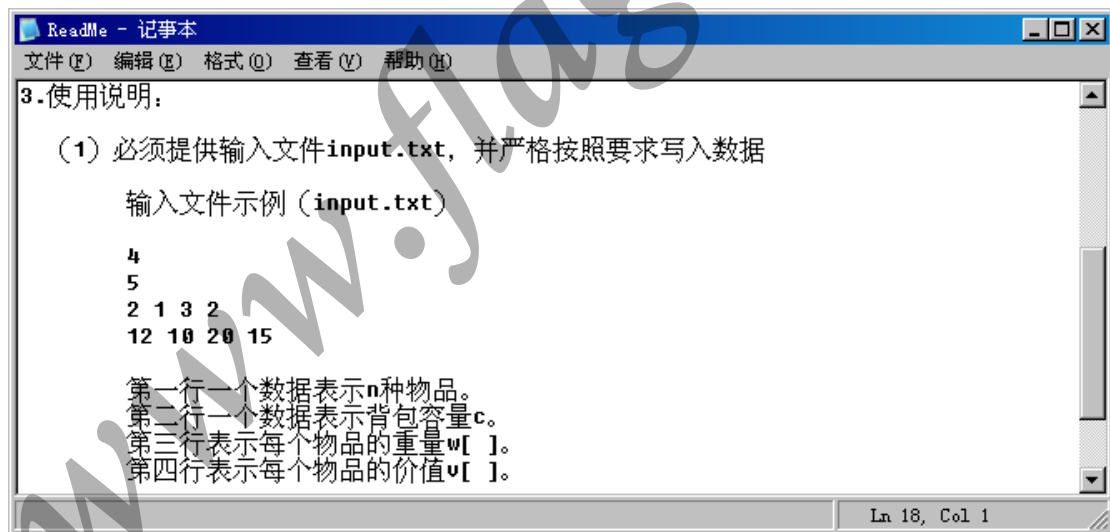 ReadMe - 记事本
文件(F) 编辑(E) 格式(O) 查看(V) 帮助(H)
3.使用说明:
（1）必须提供输入文件input.txt，并严格按照要求写入数据
输入文件示例（input.txt）
4
5
2 1 3 2
12 10 20 15
第一行一个数据表示n种物品。
第二行一个数据表示背包容量c。
第三行表示每个物品的重量w[ ]。
第四行表示每个物品的价值v[ ]。
Ln 18, Col 1
www.flag